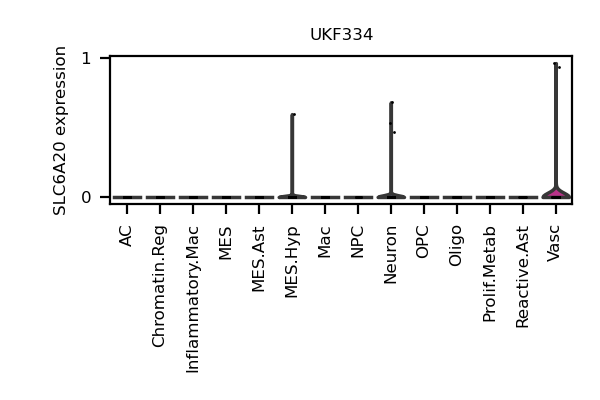 UKF334
SLC6A20 expression
1
0
AC
Chromatin.Reg
Inflammatory.Mac
MES
MES.Ast
MES.Hyp
Mac
NPC
Neuron
OPC
Oligo
Prolif.Metab
Reactive.Ast
Vasc